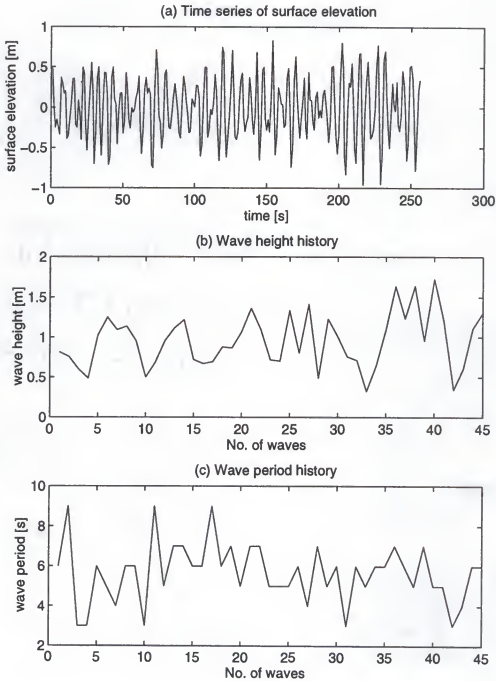 (a) Time series of surface elevation
surface elevation [m]
1
0.5
0
−0.5
−1
0 50 100 150 200 250 300
time [s]
(b) Wave height history
wave height [m]
2
1.5
1
0.5
0
0 5 10 15 20 25 30 35 40 45
No. of waves
(c) Wave period history
wave period [s]
10
8
6
4
2
0 5 10 15 20 25 30 35 40 45
No. of waves